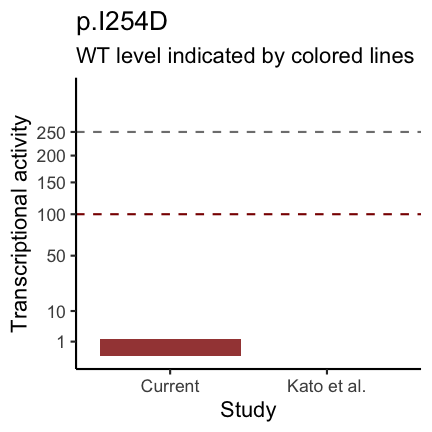 p.I254D
WT level indicated by colored lines
Transcriptional activity
250
200
150
100
50
10
1
Current
Kato et al.
Study